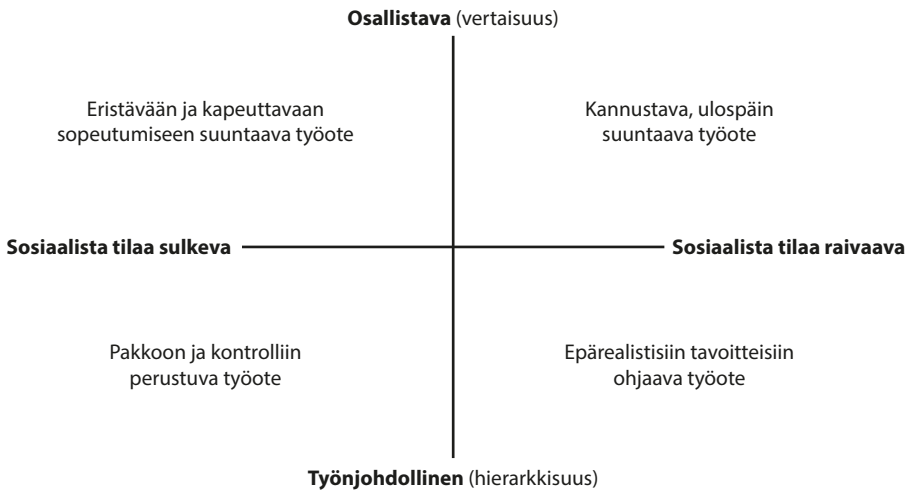 Osallistava (vertaisuus)
Eristävään ja kapeuttavaan
sopeutumiseen suuntaava työote
Kannustava, ulospäin
suuntaava työote
Sosiaalista tilaa sulkeva
Sosiaalista tilaa raivaava
Pakkoon ja kontrolliin
perustuva työote
Epärealistisiin tavoitteisiin
ohjaava työote
Työnjohdollinen (hierarkkisuus)